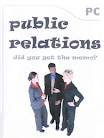 PC
public
relations
did you get the memo?